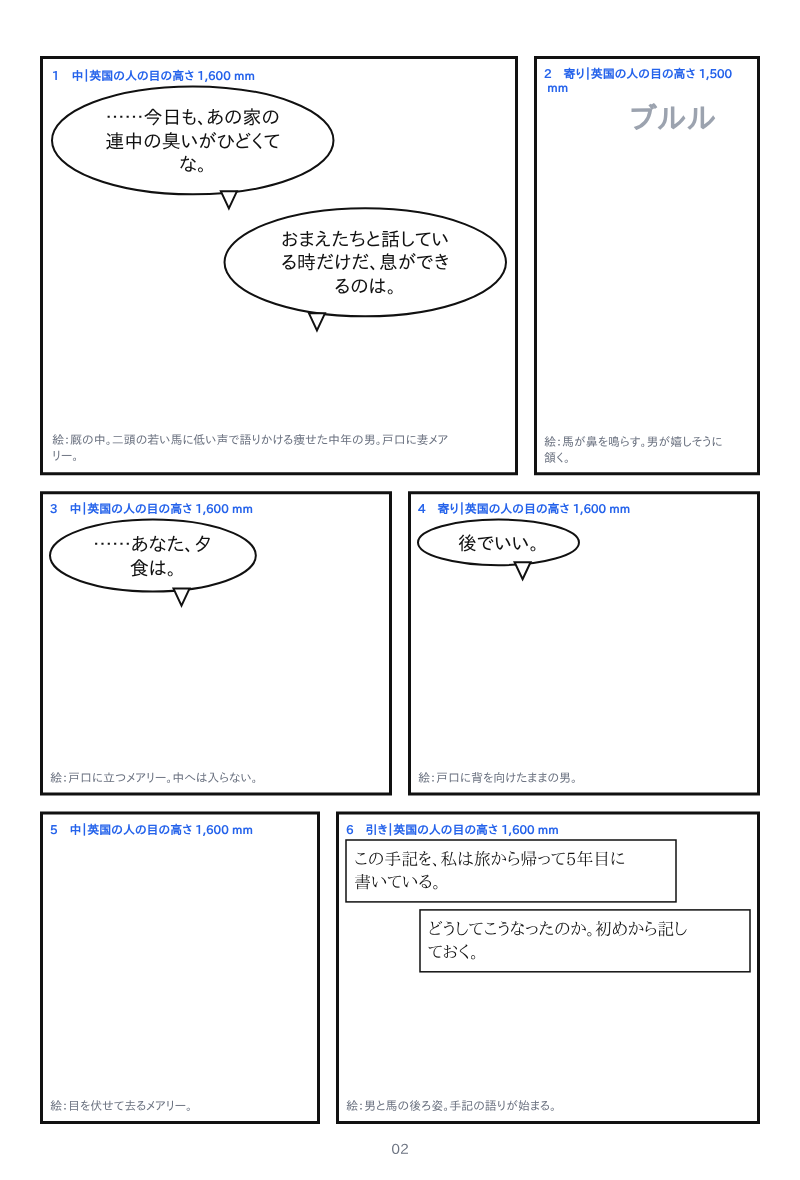 1 中|英国の人の目の高さ 1,600 mm
……今日も、あの家の
連中の臭いがひどくて
な。
おまえたちと話してい
る時だけだ、息ができ
るのは。
絵:厩の中。二頭の若い馬に低い声で語りかける痩せた中年の男。戸口に妻メア
リー。
2 寄り|英国の人の目の高さ 1,500
mm
ブルル
絵:馬が鼻を鳴らす。男が嬉しそうに
頷く。
3 中|英国の人の目の高さ 1,600 mm
……あなた、夕
食は。
絵:戸口に立つメアリー。中へは入らない。
4 寄り|英国の人の目の高さ 1,600 mm
後でいい。
絵:戸口に背を向けたままの男。
5 中|英国の人の目の高さ 1,600 mm
絵:目を伏せて去るメアリー。
6 引き|英国の人の目の高さ 1,600 mm
この手記を、私は旅から帰って5年目に
書いている。
どうしてこうなったのか。初めから記し
ておく。
絵:男と馬の後ろ姿。手記の語りが始まる。
02